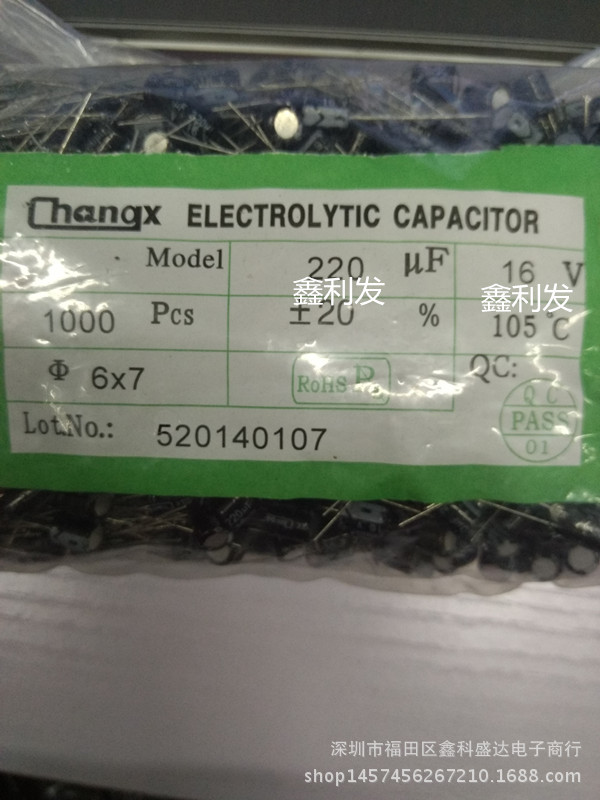 Changx ELECTROLYTIC CAPACITOR
Model 220 μF 16 V
鑫利发 鑫利发
1000 Pcs ±20 % 105℃
Φ 6x7 RoHS QC:
Q C
Lot.No.: 520140107 PASS
01
深圳市福田区鑫科盛达电子商行
shop1457456267210.1688.com